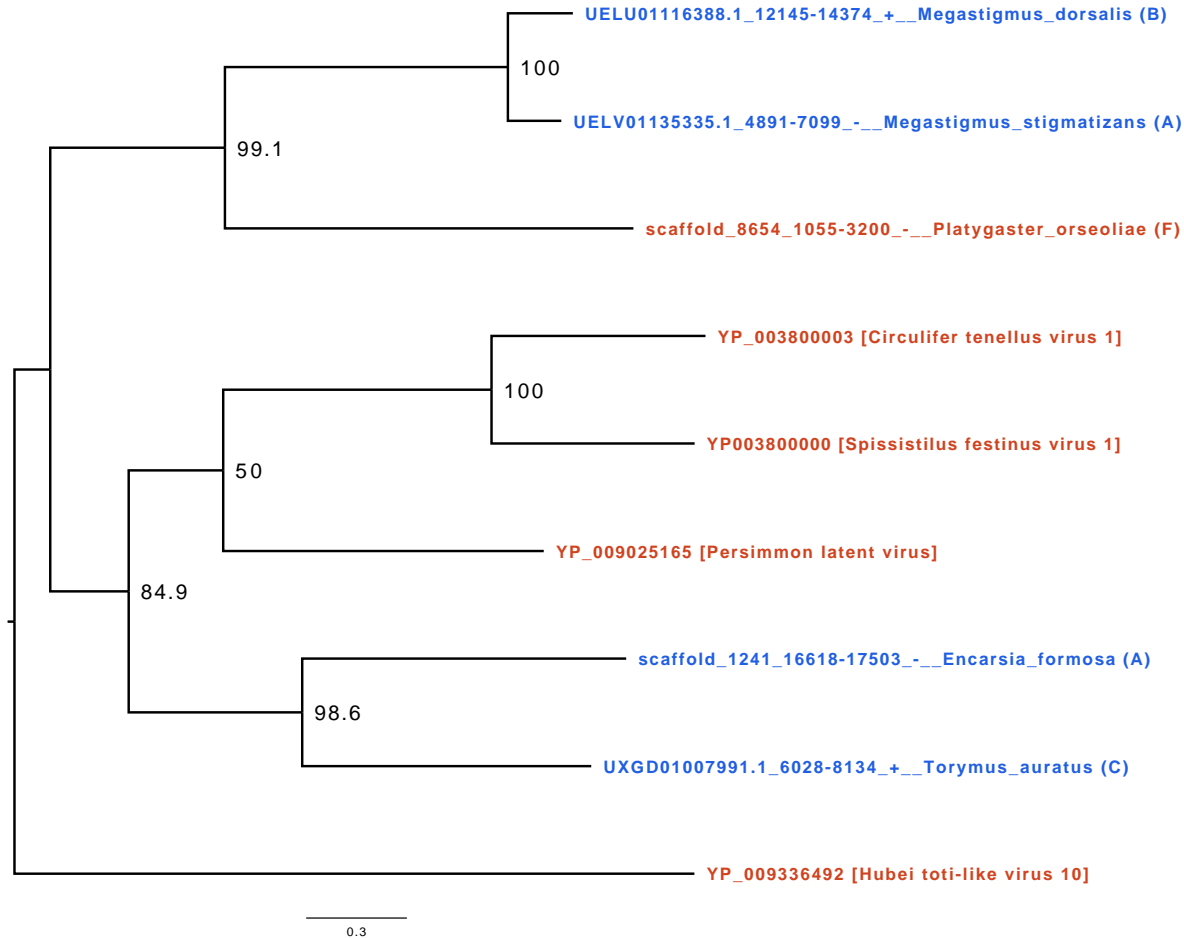 UELU01116388.1_12145-14374_+__Megastigmus_dorsalis (B)
100
UELV01135335.1_4891-7099_-__Megastigmus_stigmatizans (A)
99.1
scaffold_8654_1055-3200_-__Platygaster_orseoliae (F)
YP_003800003 [Circulifer tenellus virus 1]
100
YP003800000 [Spissistilus festinus virus 1]
50
YP_009025165 [Persimmon latent virus]
84.9
scaffold_1241_16618-17503_-__Encarsia_formosa (A)
98.6
UXGD01007991.1_6028-8134_+__Torymus_auratus (C)
YP_009336492 [Hubei toti-like virus 10]
0.3